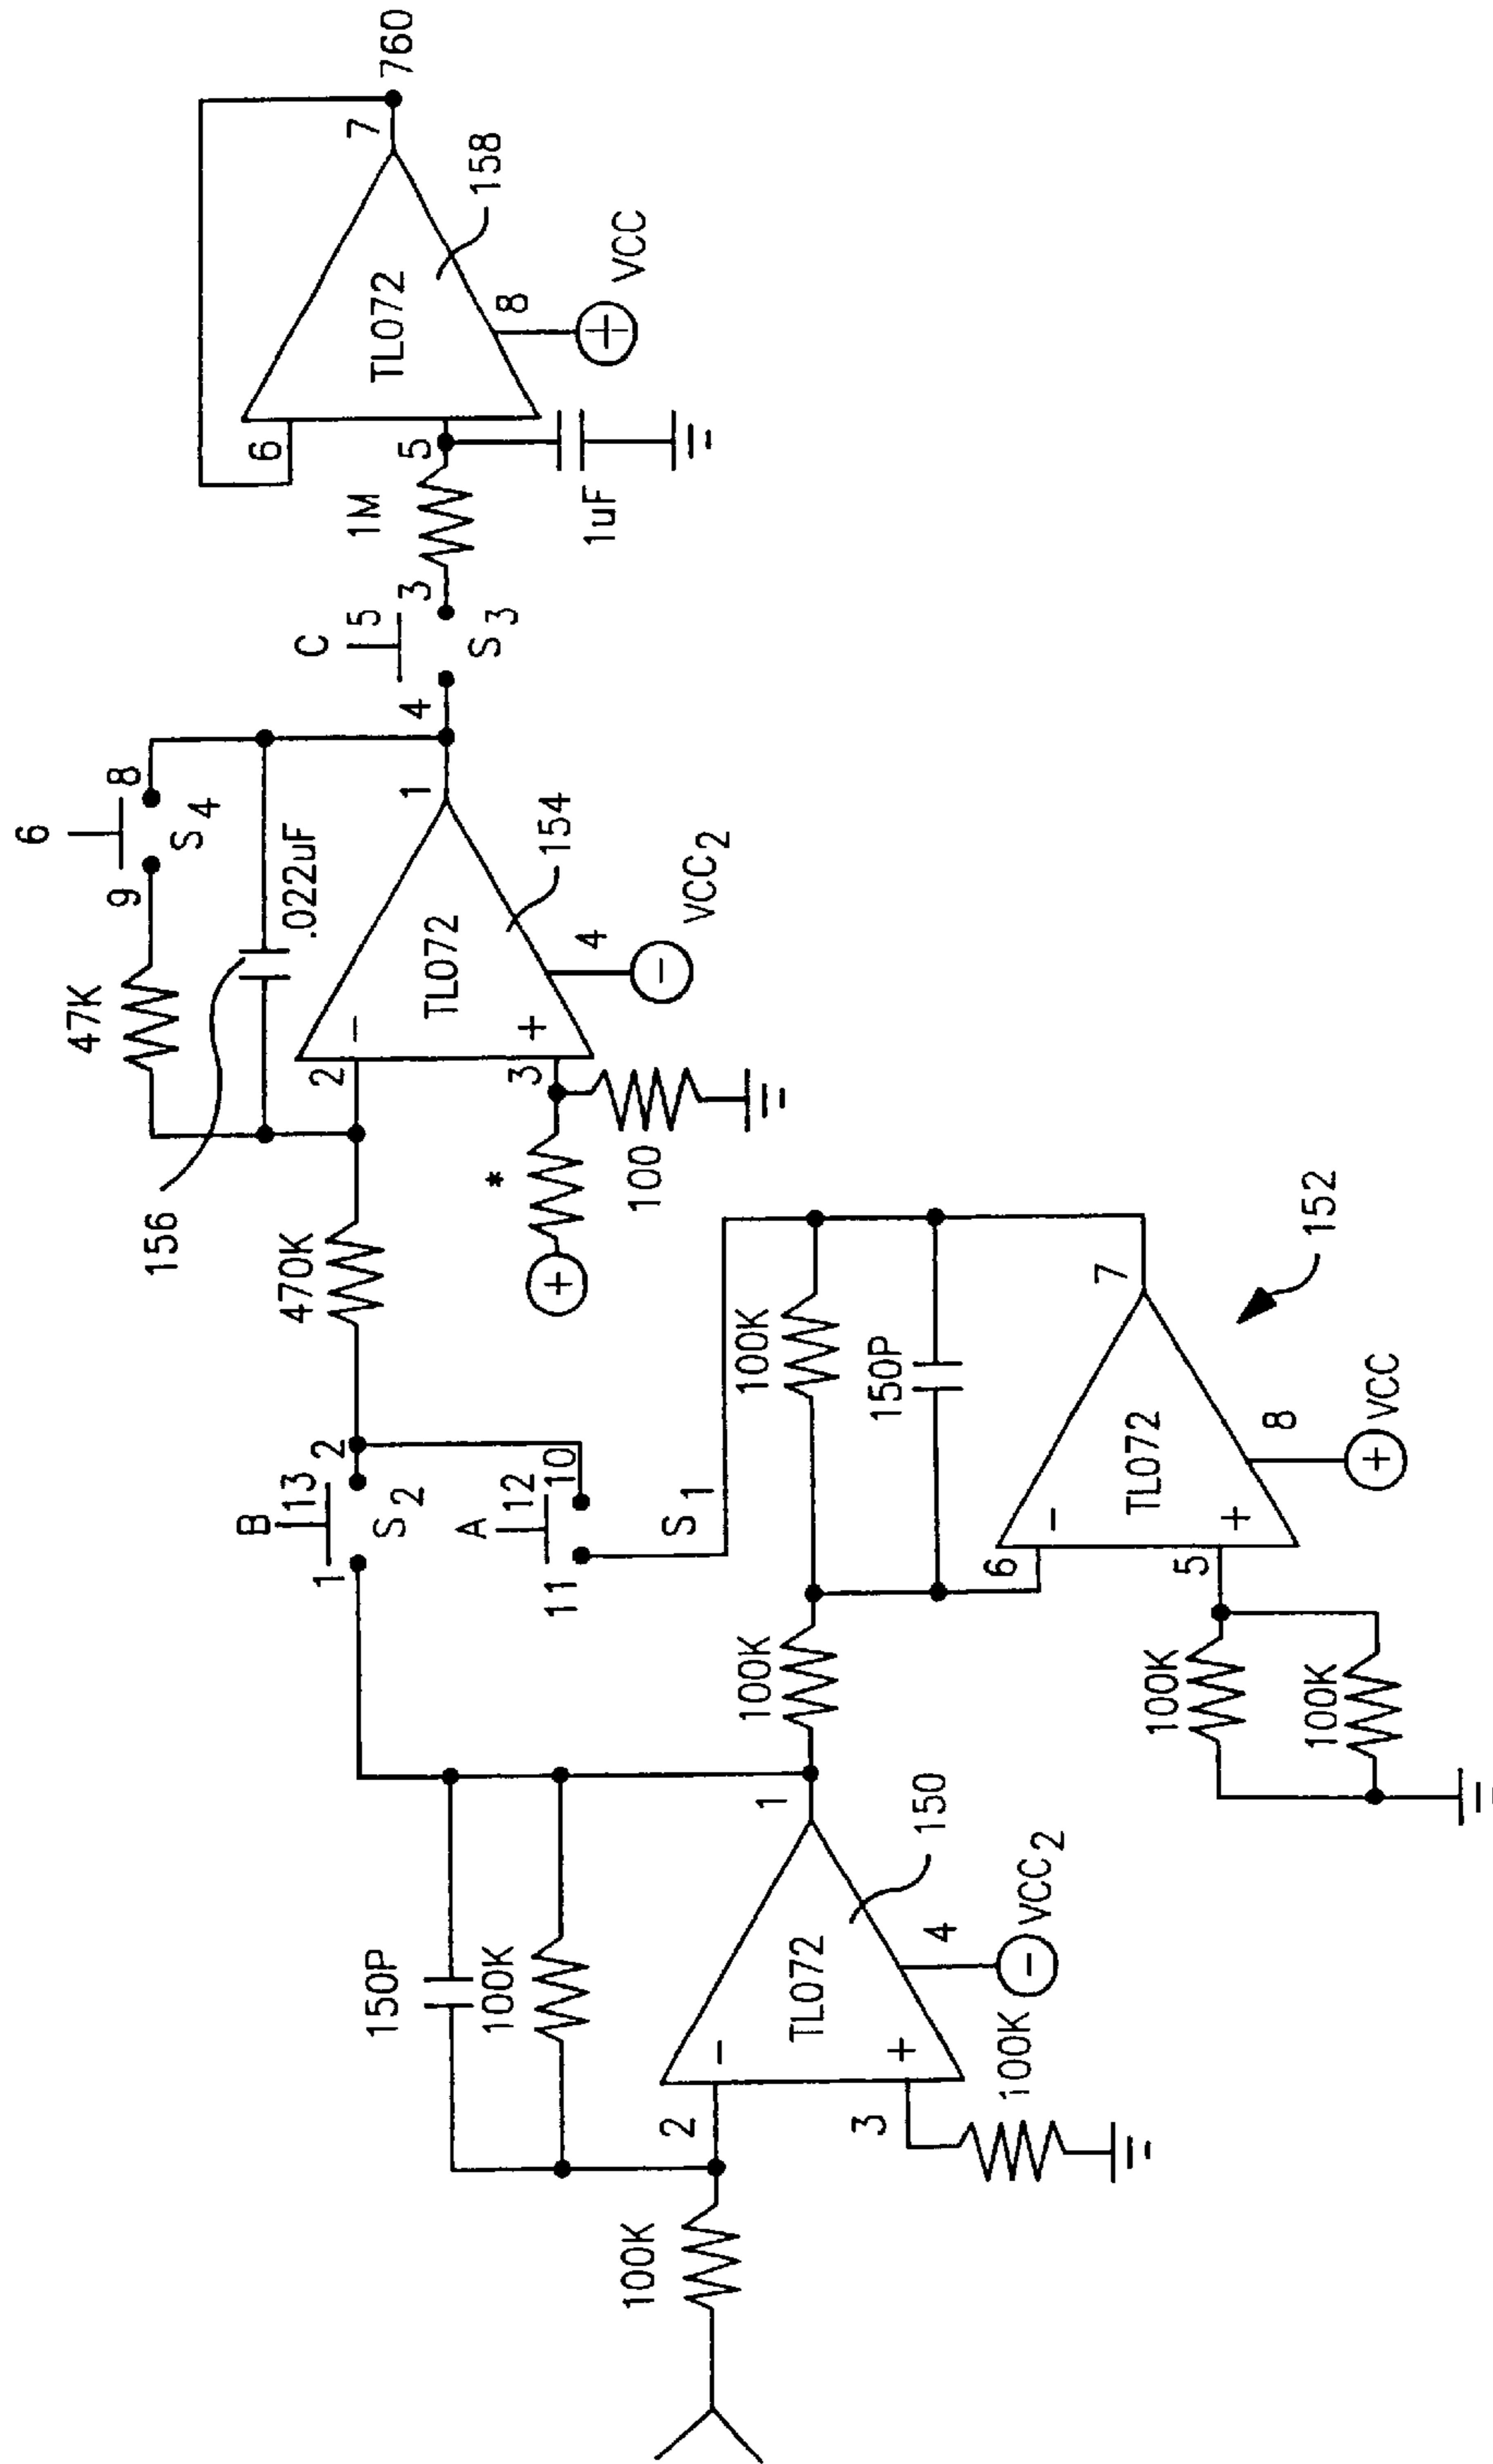 100K
150P
100K
2
3
TL072
-
+
1
4
100K
VCC2
-
150
B
13
1
2
S2
A
12
11
10
S1
100K
100K
150P
6
5
-
+
TL072
7
8
+
VCC
152
100K
100K
470K
156
47K
9
8
6
S4
.022uF
2
3
-
+
TL072
1
4
-
VCC2
154
*
+
100
C
5
4
3
S3
1M
1uF
6
5
TL072
7
8
+
VCC
158
760